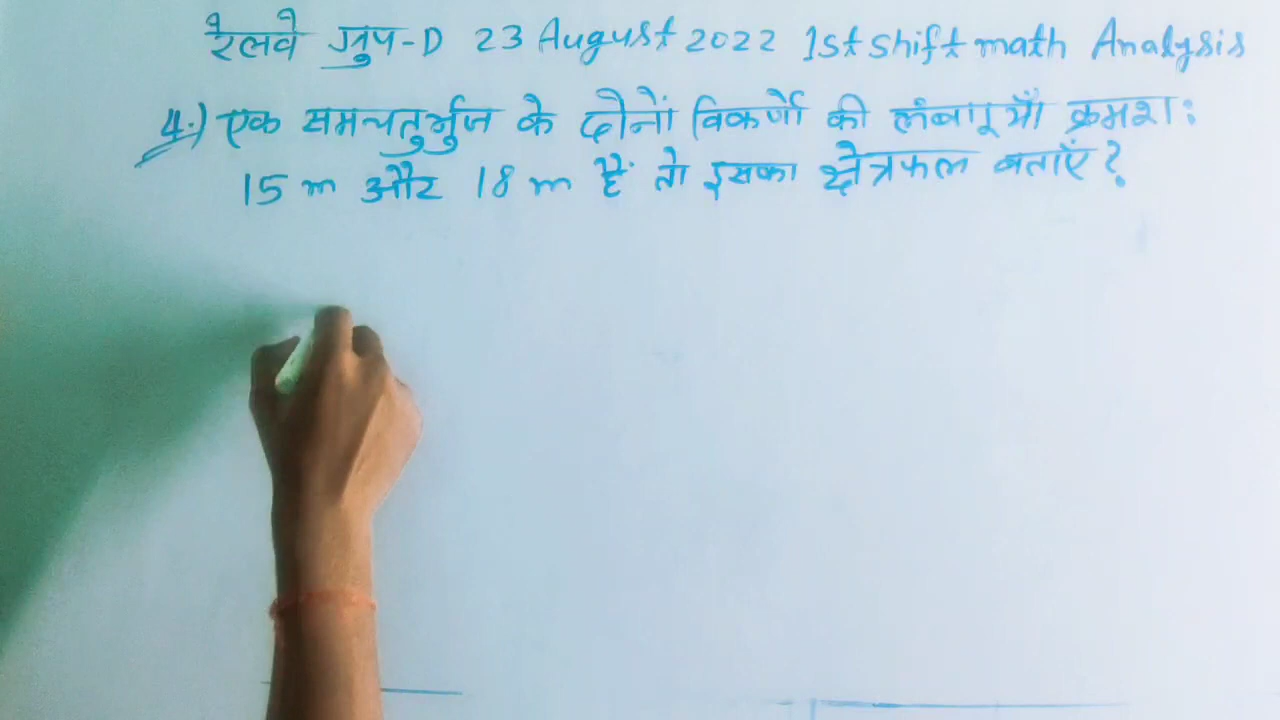 रेलवे ग्रुप-D 23 August 2022 1st shift math Analysis
4.) एक समचतुर्भुज के दोनों विकर्णों की लंबाइयाँ क्रमशः
15 m और 18 m हैं तो इसका क्षेत्रफल बताएँ ?